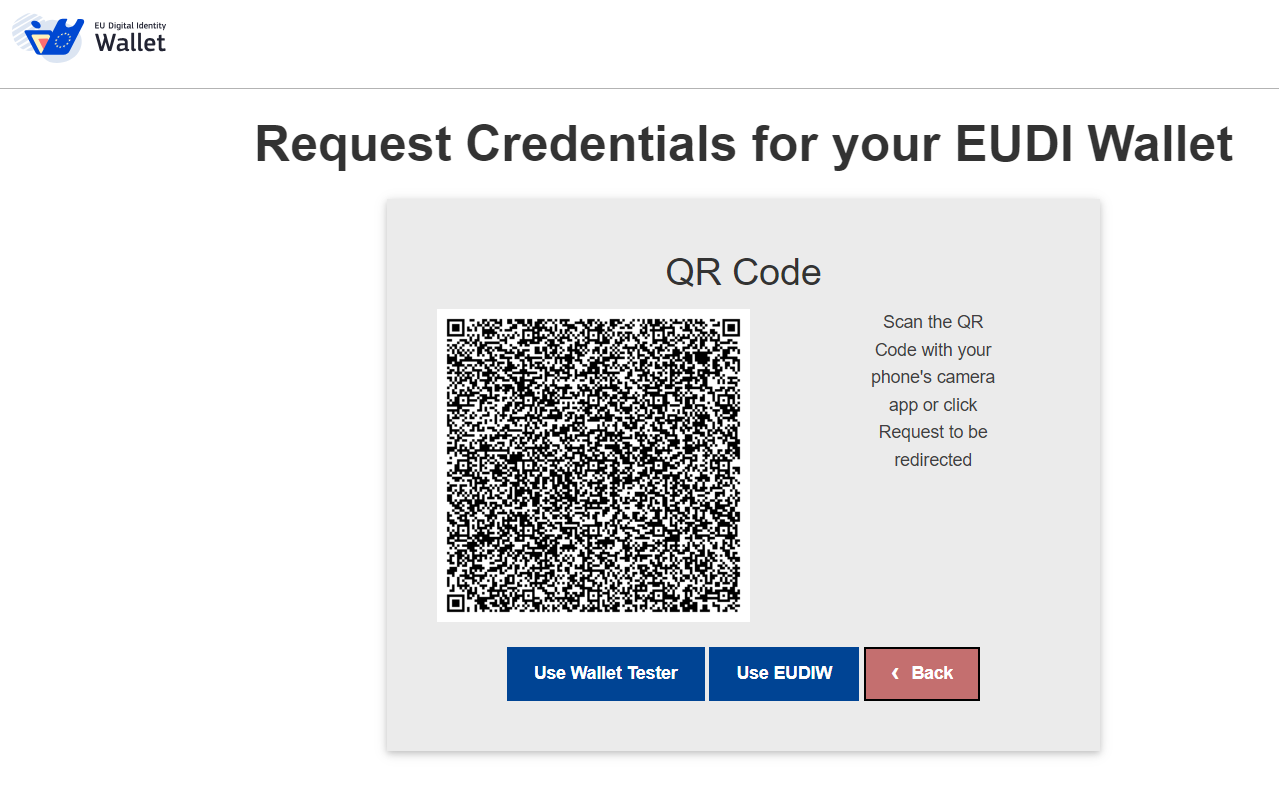 EU Digital Identity
Wallet
Request Credentials for your EUDI Wallet
QR Code
Scan the QR
Code with your
phone's camera
app or click
Request to be
redirected
Use Wallet Tester
Use EUDIW
‹ Back